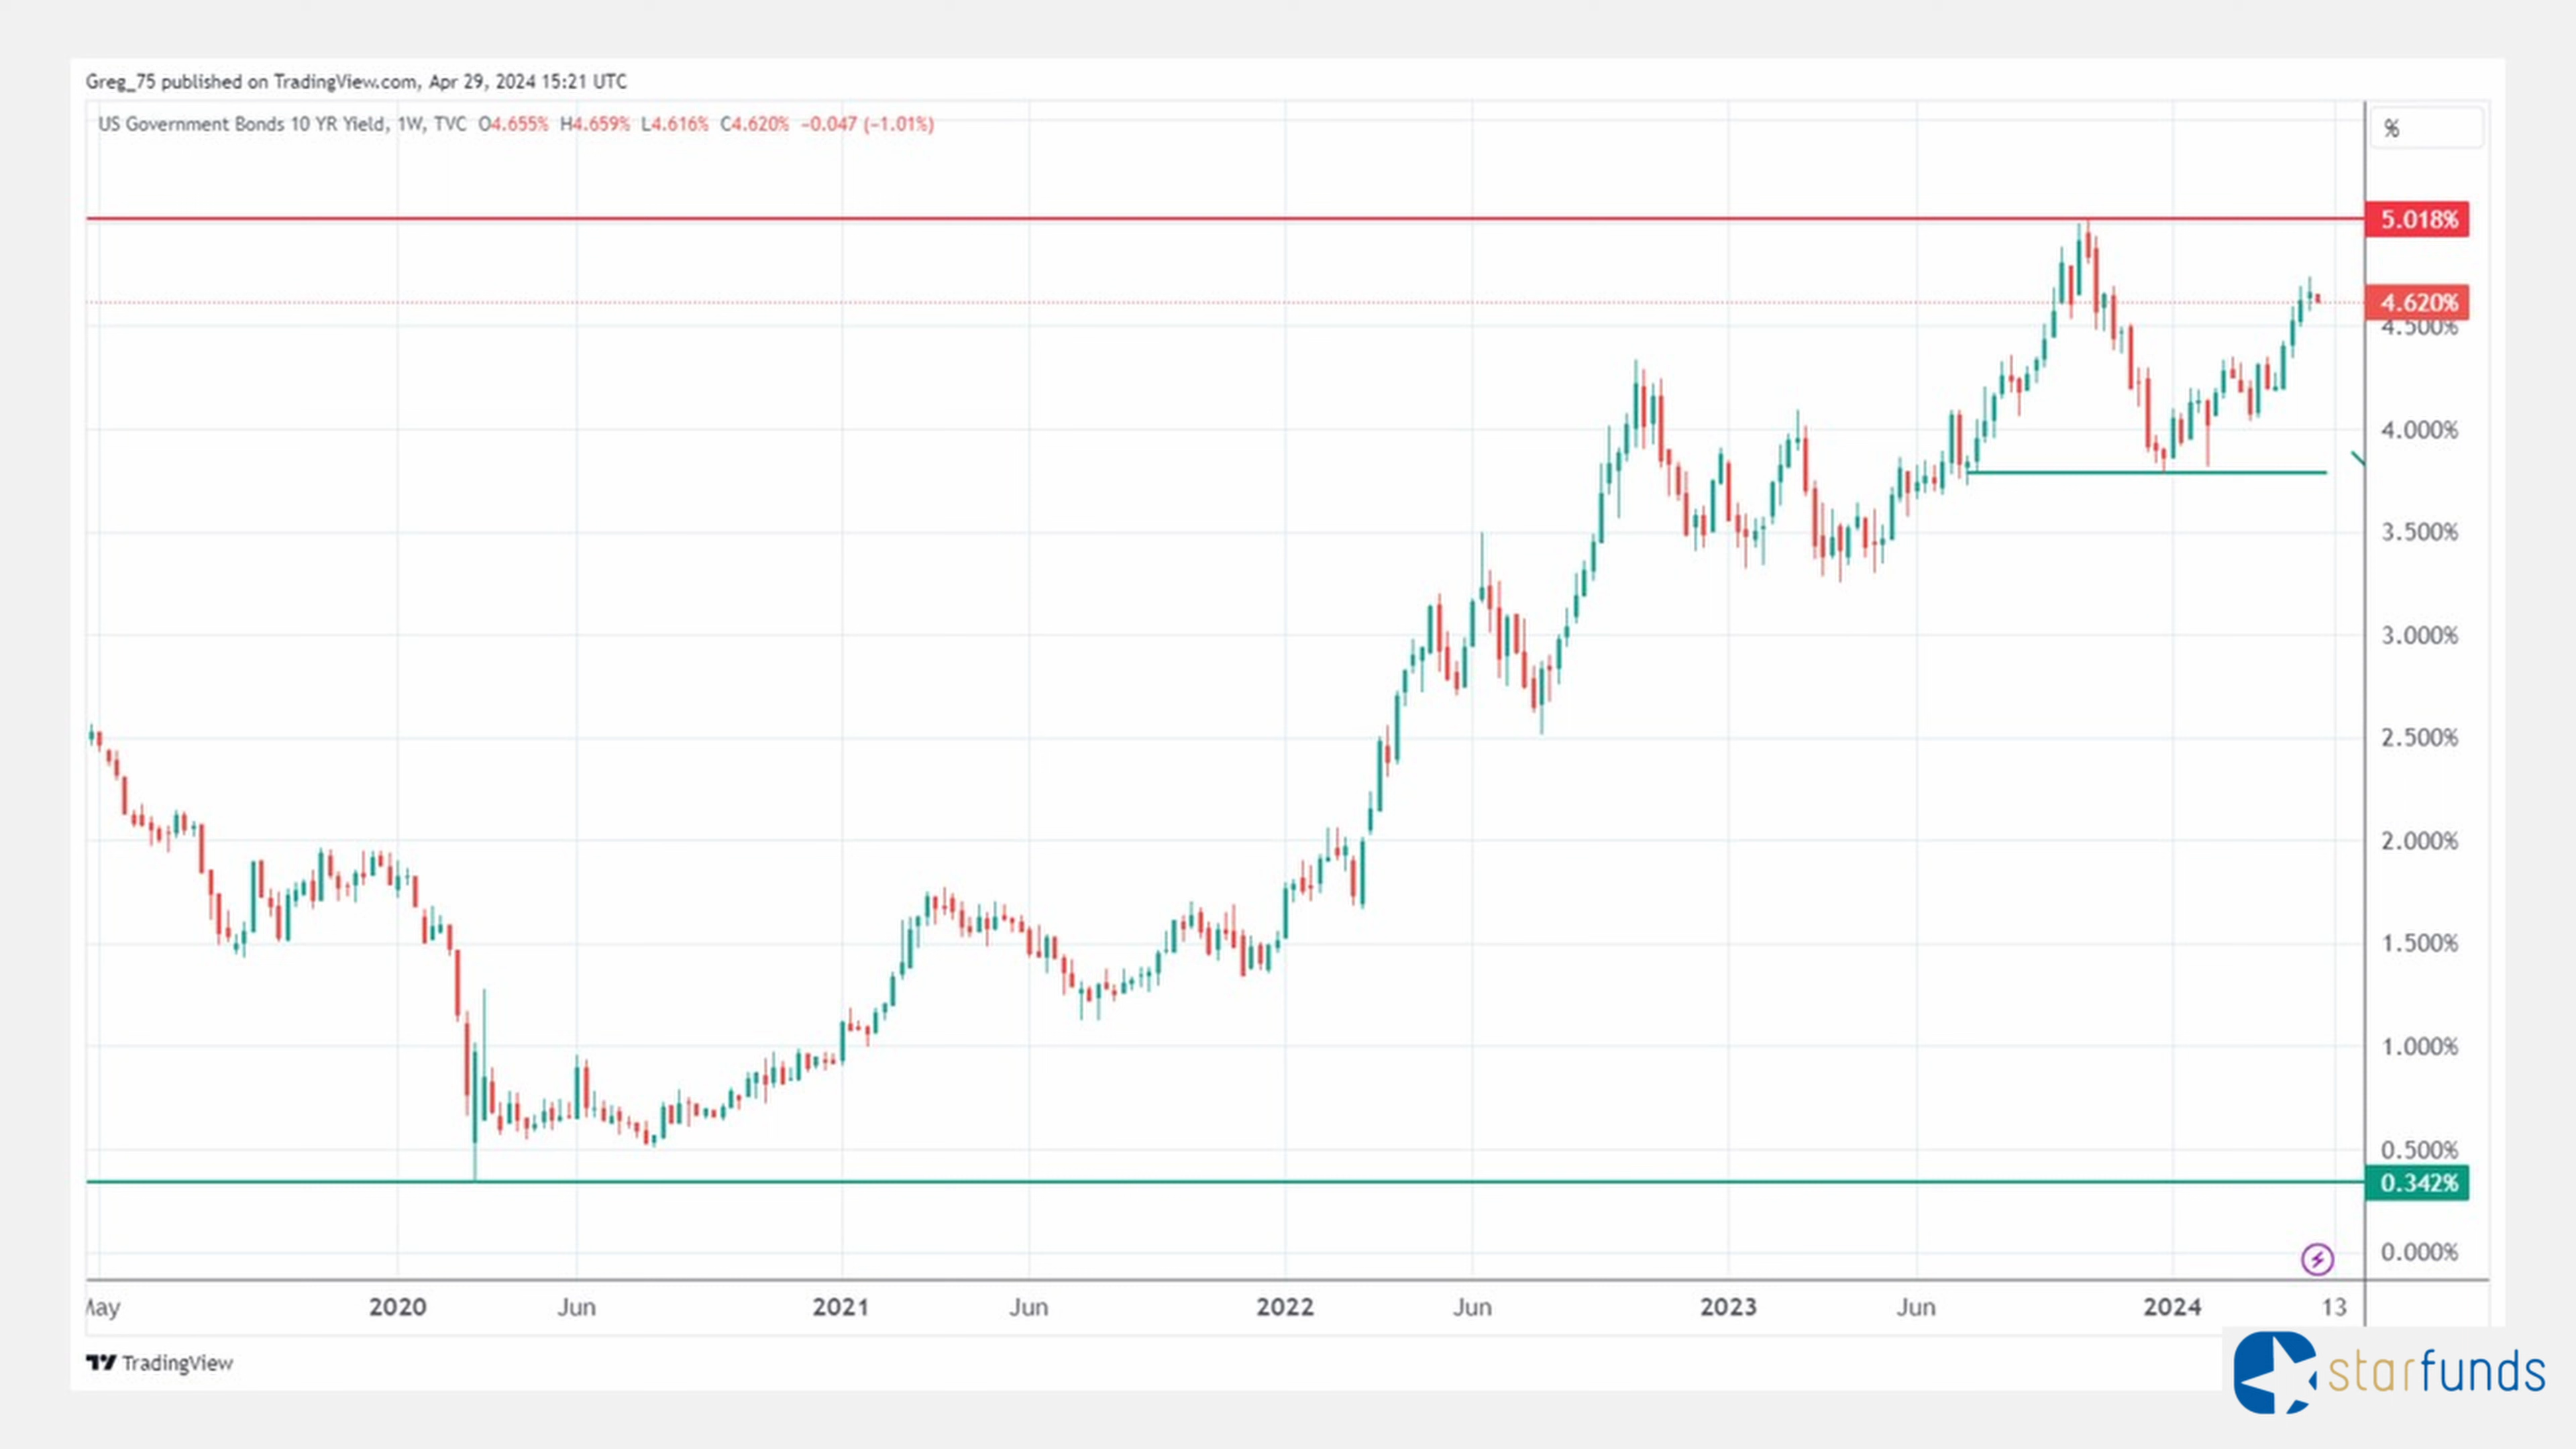 Greg_75 published on TradingView.com, Apr 29, 2024 15:21 UTC
US Government Bonds 10 YR Yield, 1W, TVC O4.655% H4.659% L4.616% C4.620% −0.047 (−1.01%)
%
5.018%
4.620%
4.500%
4.000%
3.500%
3.000%
2.500%
2.000%
1.500%
1.000%
0.500%
0.342%
0.000%
May 2020 Jun 2021 Jun 2022 Jun 2023 Jun 2024 13
TradingView
starfunds